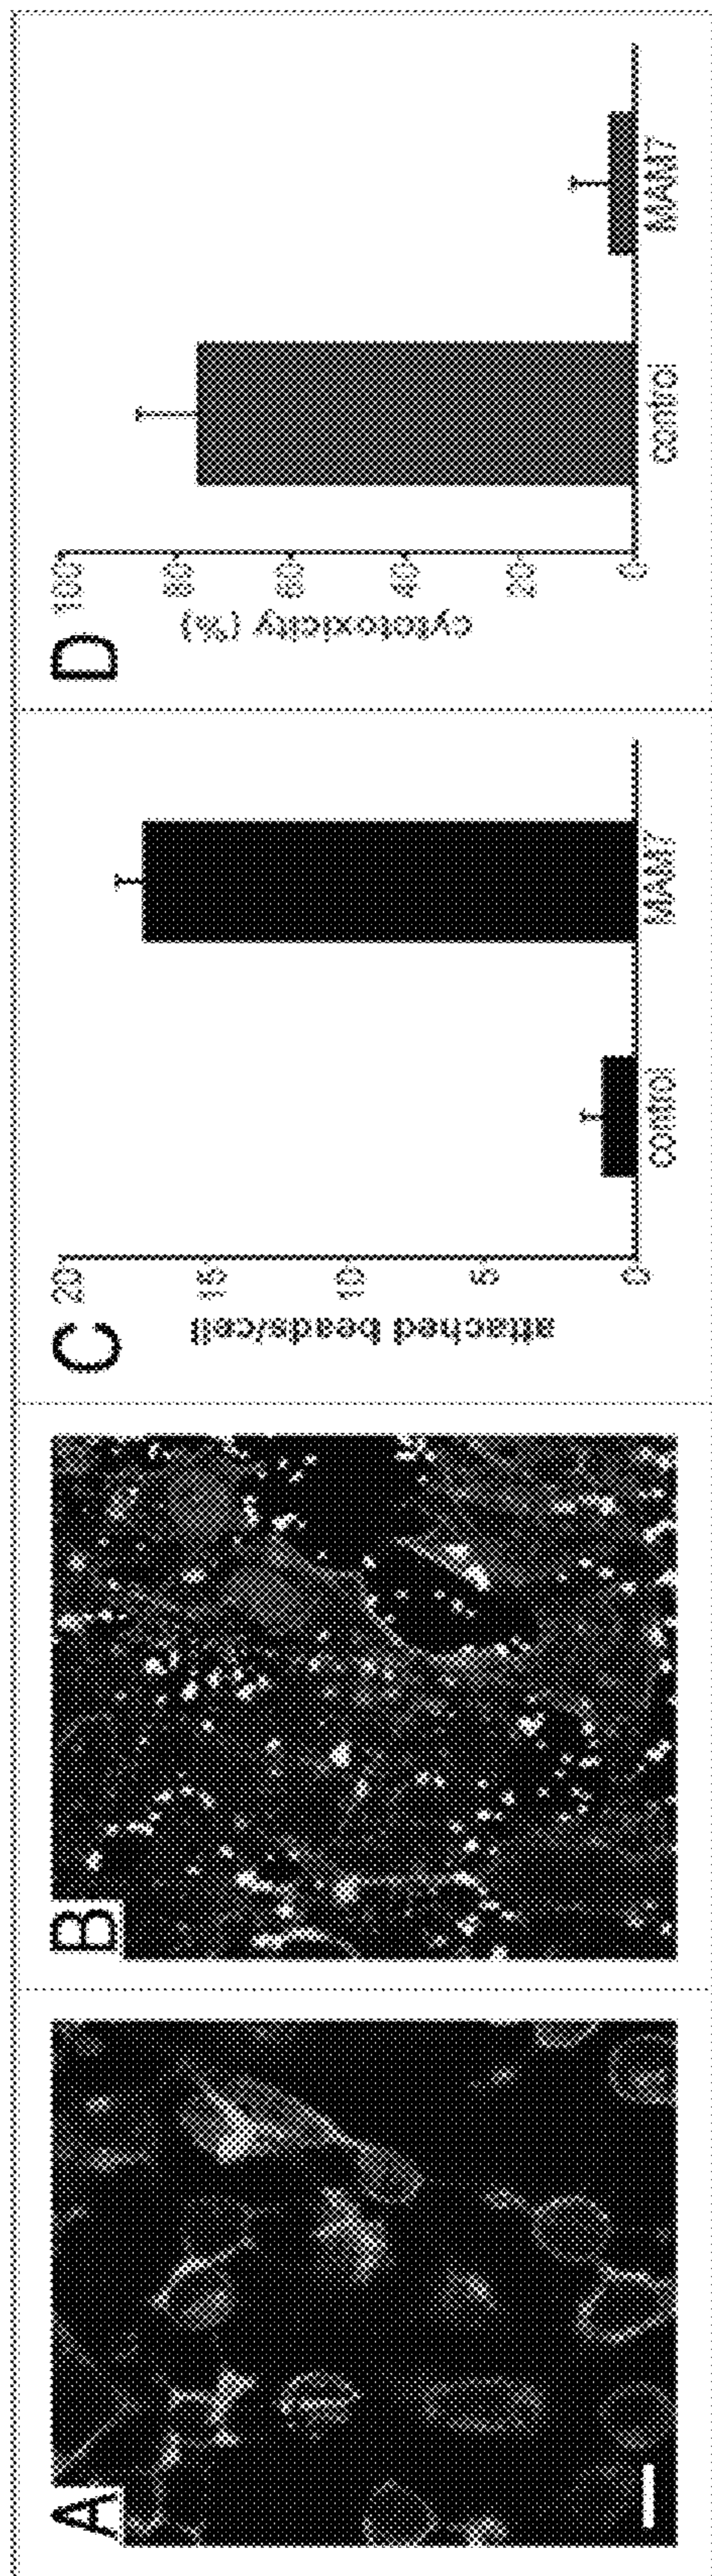 A
B
C
attached beads/cell
20
15
10
5
0
control
MAM7
D
cytotoxicity (%)
100
80
60
40
20
0
control
MAM7